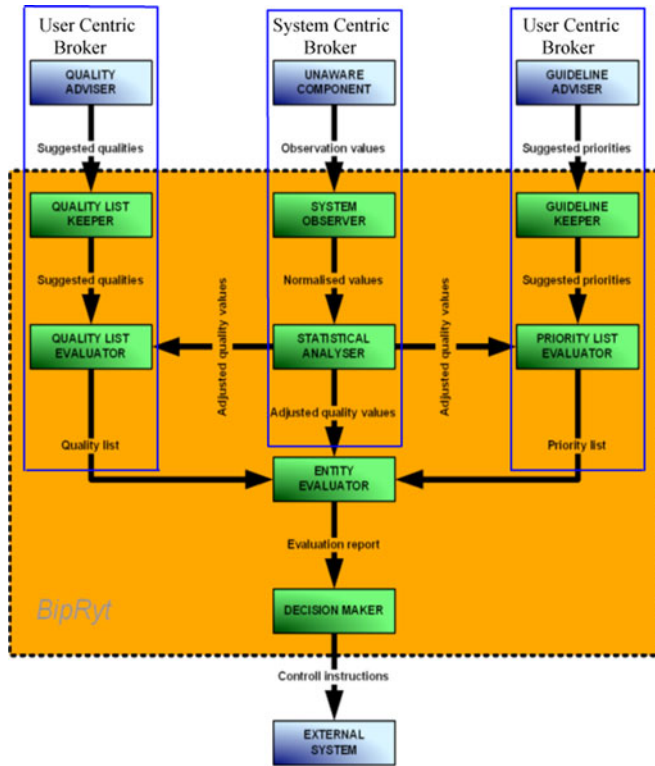 User Centric
Broker
System Centric
Broker
User Centric
Broker
QUALITY
ADVISER
UNAWARE
COMPONENT
GUIDELINE
ADVISER
Suggested qualities
Observation values
Suggested priorities
QUALITY LIST
KEEPER
SYSTEM
OBSERVER
GUIDELINE
KEEPER
Suggested qualities
Normalised values
Suggested priorities
Adjusted quality values
Adjusted quality values
QUALITY LIST
EVALUATOR
STATISTICAL
ANALYSER
PRIORITY LIST
EVALUATOR
Adjusted quality values
Quality list
Priority list
ENTITY
EVALUATOR
Evaluation report
BipRyt
DECISION MAKER
Controll instructions
EXTERNAL
SYSTEM